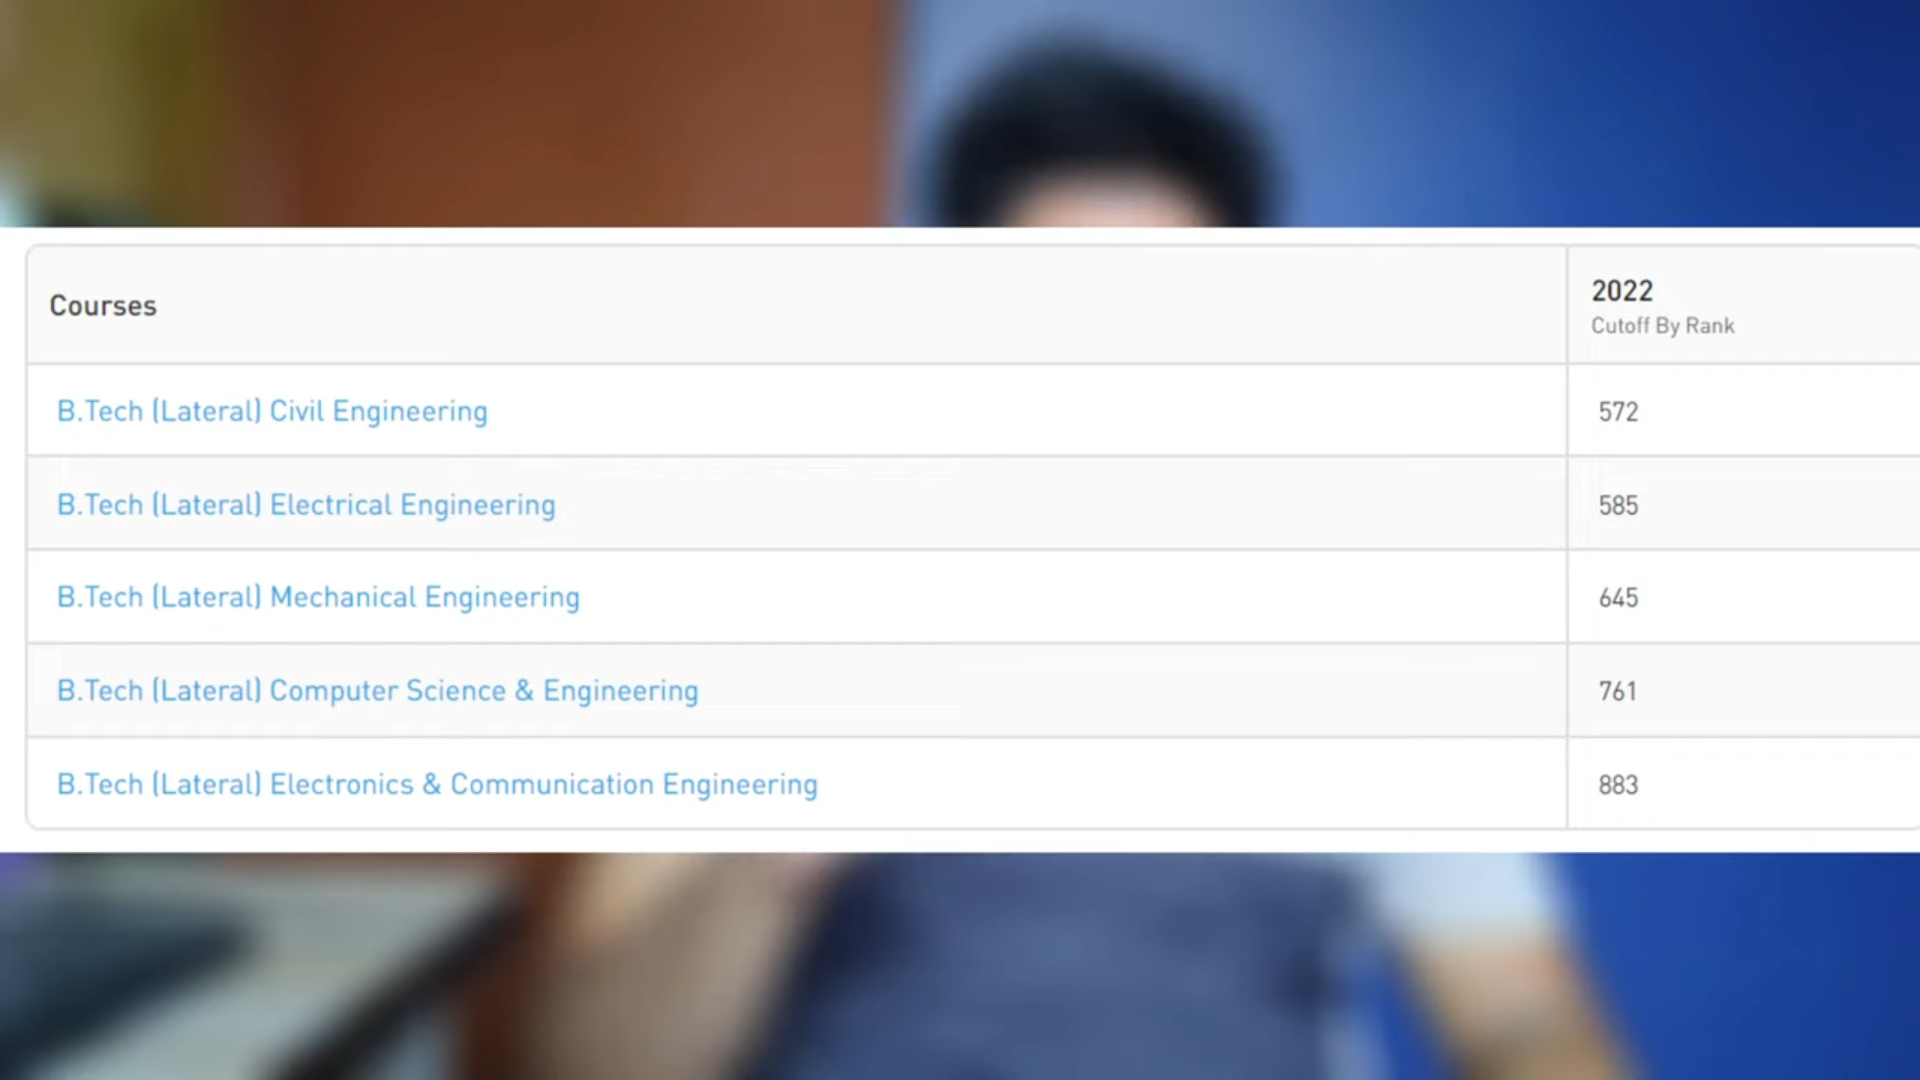 Courses
2022
Cutoff By Rank
B.Tech (Lateral) Civil Engineering
572
B.Tech (Lateral) Electrical Engineering
585
B.Tech (Lateral) Mechanical Engineering
645
B.Tech (Lateral) Computer Science & Engineering
761
B.Tech (Lateral) Electronics & Communication Engineering
883